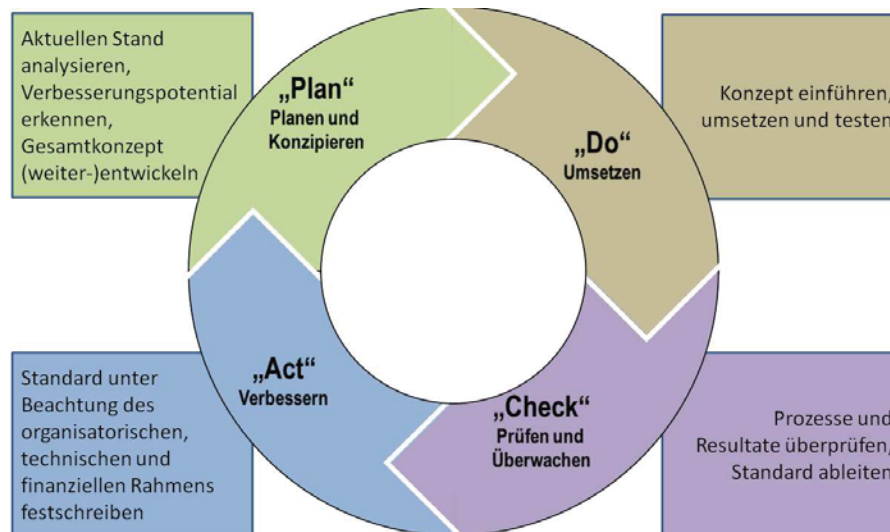 Aktuellen Stand
analysieren,
Verbesserungspotential
erkennen,
Gesamtkonzept
(weiter-)entwickeln
„Plan“
Planen und
Konzipieren
„Do“
Umsetzen
Konzept einführen,
umsetzen und testen
Standard unter
Beachtung des
organisatorischen,
technischen und
finanziellen Rahmens
festschreiben
„Act“
Verbessern
„Check“
Prüfen und
Überwachen
Prozesse und
Resultate überprüfen,
Standard ableiten